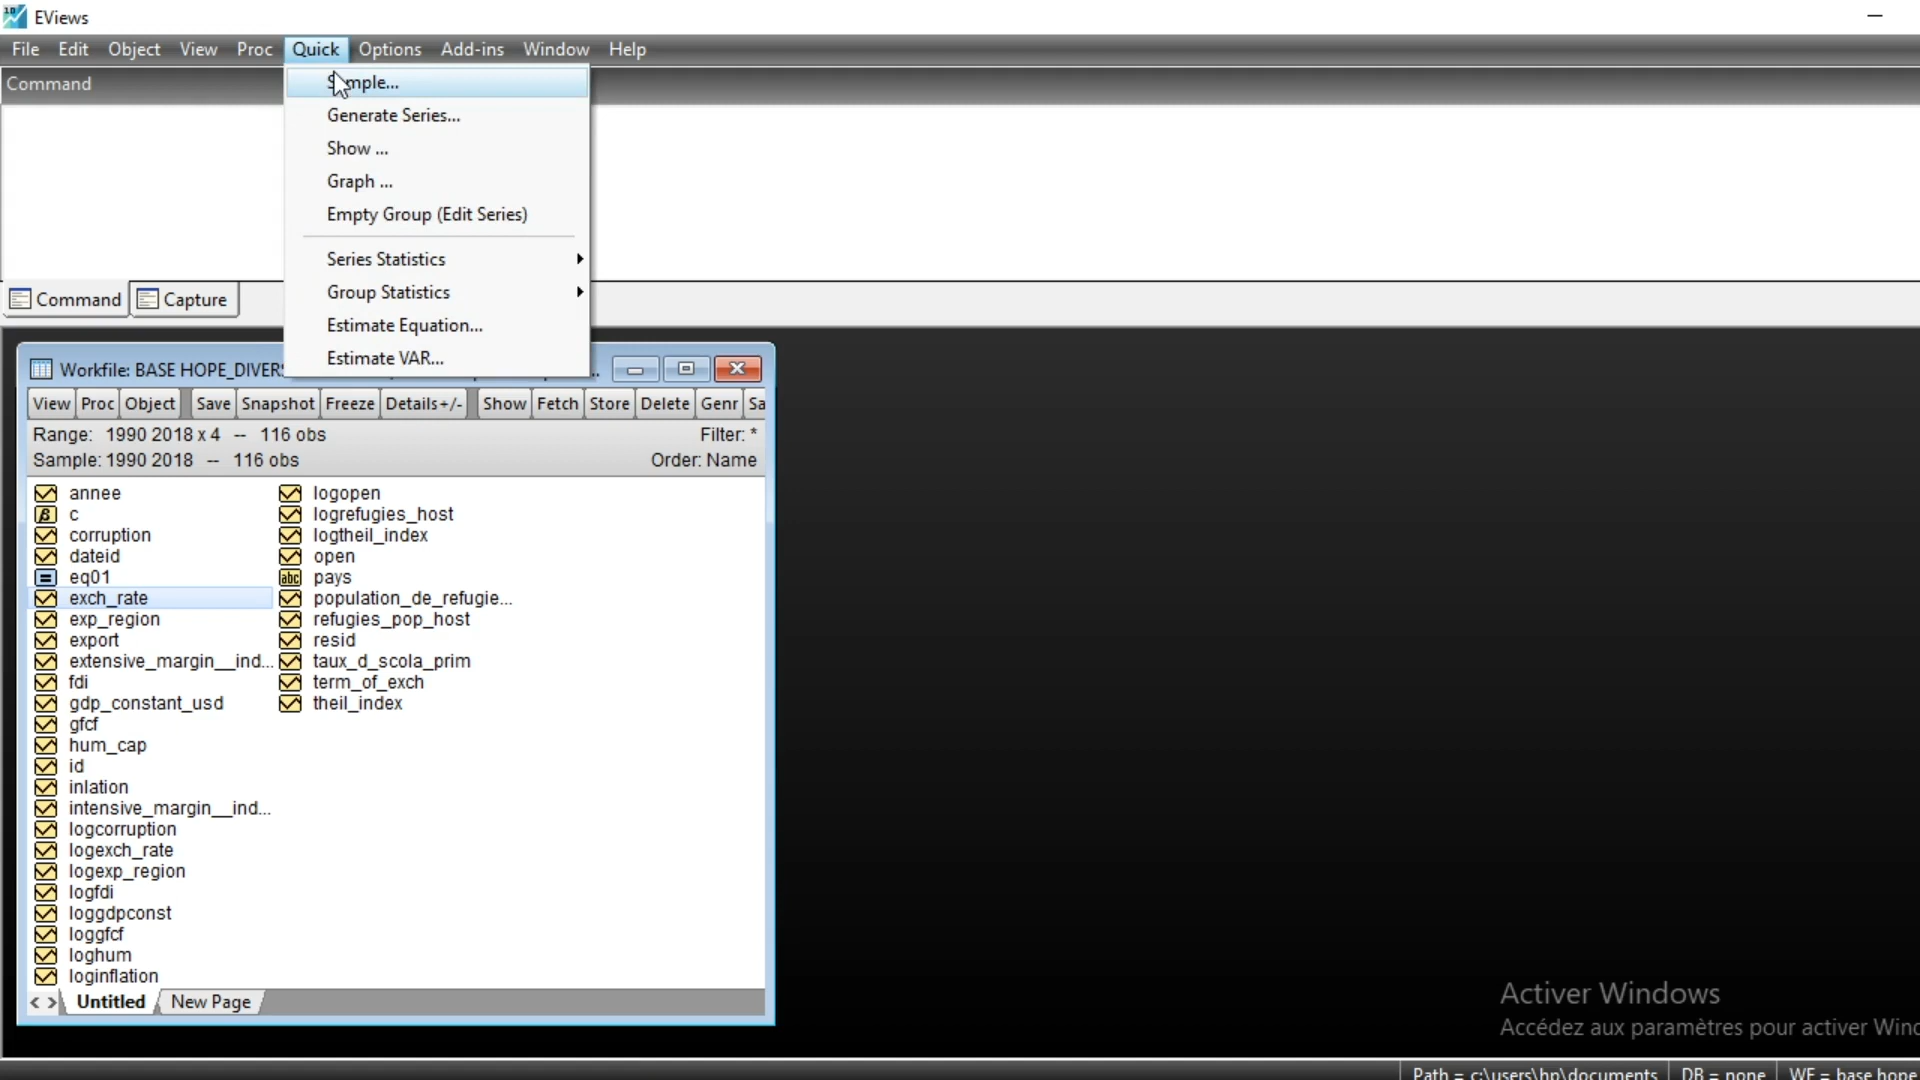 EViews
File Edit Object View Proc Quick Options Add-ins Window Help
Command
Sample...
Generate Series...
Show ...
Graph ...
Empty Group (Edit Series)
Series Statistics
Group Statistics
Estimate Equation...
Estimate VAR...
Command Capture
Workfile: BASE HOPE_DIVERS
View Proc Object Save Snapshot Freeze Details+/- Show Fetch Store Delete Genr Sa
Range: 1990 2018 x 4 -- 116 obs Filter: *
Sample: 1990 2018 -- 116 obs Order: Name
annee
c
corruption
dateid
eq01
exch_rate
exp_region
export
extensive_margin__ind...
fdi
gdp_constant_usd
gfcf
hum_cap
id
inlation
intensive_margin__ind...
logcorruption
logexch_rate
logexp_region
logfdi
loggdpconst
loggfcf
loghum
loginflation
logopen
logrefugies_host
logtheil_index
open
pays
population_de_refugie...
refugies_pop_host
resid
taux_d_scola_prim
term_of_exch
theil_index
Untitled New Page
Activer Windows
Accédez aux paramètres pour activer Winc
Path = c:\users\hp\documents DB = none WF = base hope